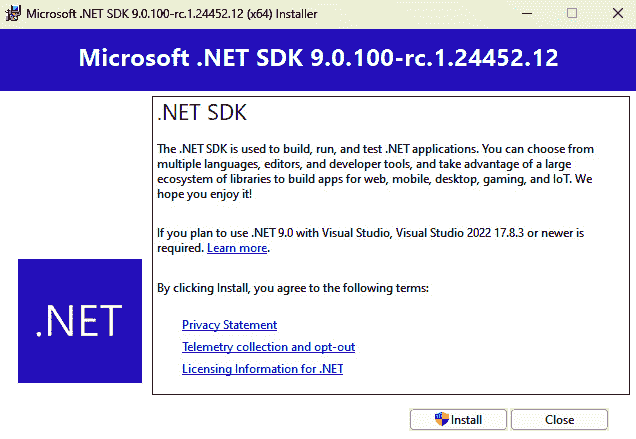 Microsoft .NET SDK 9.0.100-rc.1.24452.12 (x64) Installer
Microsoft .NET SDK 9.0.100-rc.1.24452.12
.NET SDK
The .NET SDK is used to build, run, and test .NET applications. You can choose from
multiple languages, editors, and developer tools, and take advantage of a large
ecosystem of libraries to build apps for web, mobile, desktop, gaming, and IoT. We
hope you enjoy it!
If you plan to use .NET 9.0 with Visual Studio, Visual Studio 2022 17.8.3 or newer is
required. Learn more.
By clicking Install, you agree to the following terms:
.NET
Privacy Statement
Telemetry collection and opt-out
Licensing Information for .NET
Install
Close